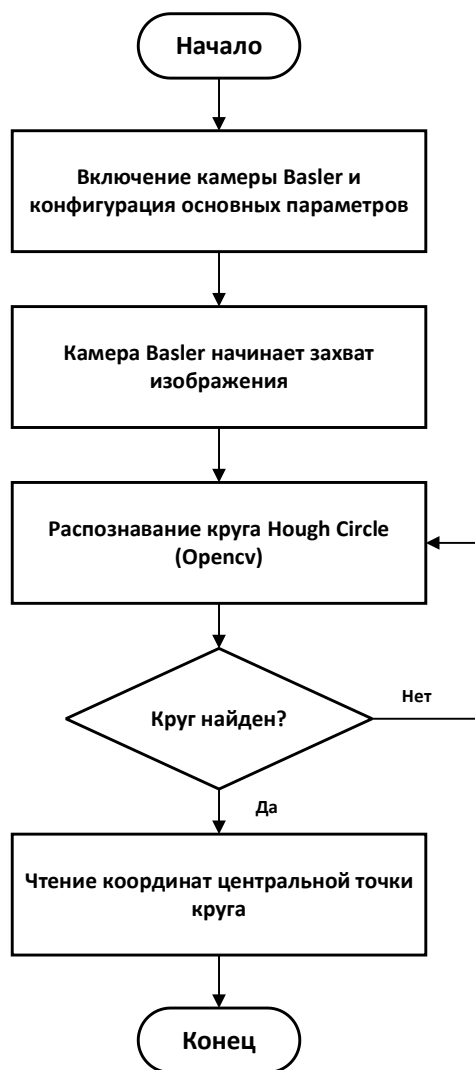 Начало
Включение камеры Basler и
конфигурация основных параметров
Камера Basler начинает захват
изображения
Распознавание круга Hough Circle
(Opencv)
Круг найден?
Нет
Да
Чтение координат центральной точки
круга
Конец